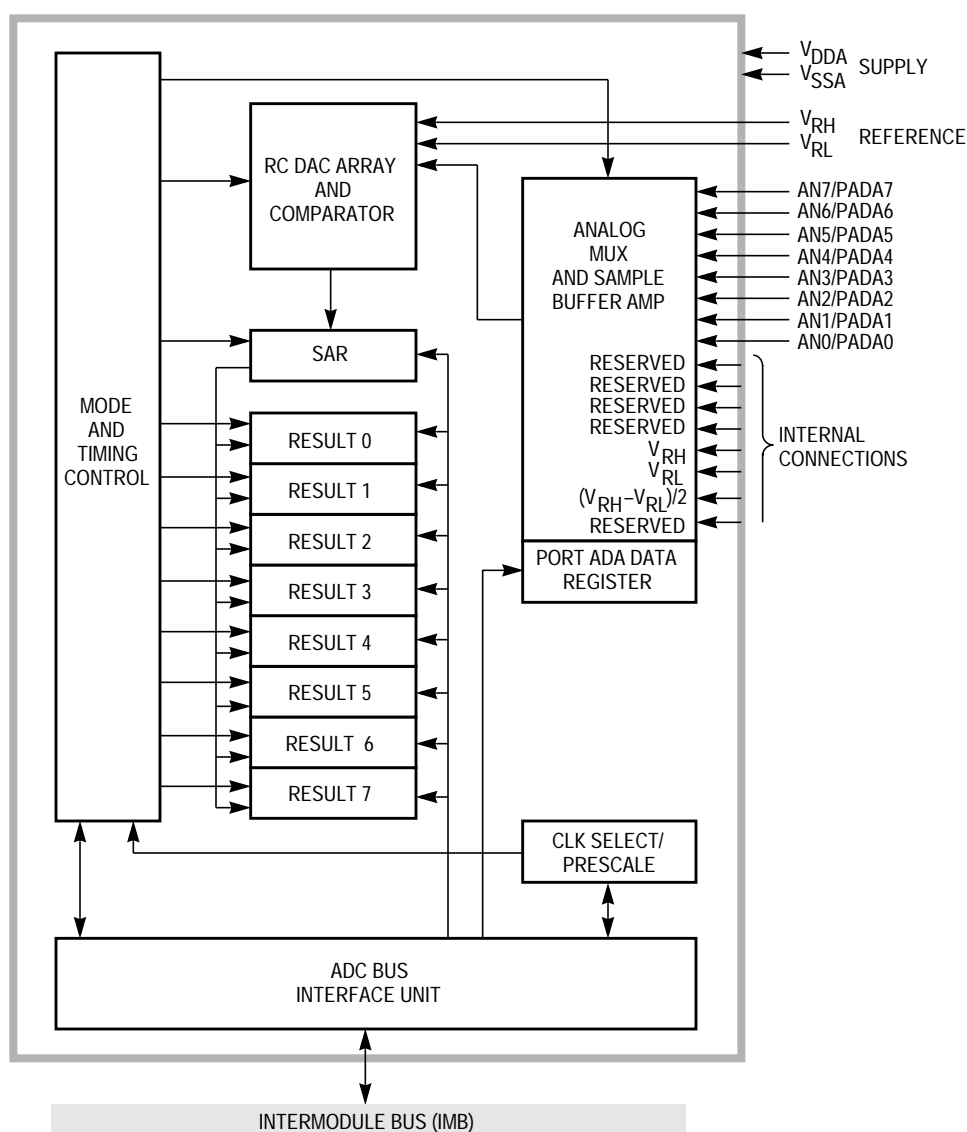 V_DDA
V_SSA
SUPPLY
V_RH
V_RL
REFERENCE
RC DAC ARRAY
AND
COMPARATOR
AN7/PADA7
AN6/PADA6
AN5/PADA5
AN4/PADA4
AN3/PADA3
AN2/PADA2
AN1/PADA1
AN0/PADA0
ANALOG
MUX
AND SAMPLE
BUFFER AMP
RESERVED
RESERVED
RESERVED
RESERVED
V_RH
V_RL
(V_RH–V_RL)/2
RESERVED
INTERNAL
CONNECTIONS
PORT ADA DATA
REGISTER
SAR
MODE
AND
TIMING
CONTROL
RESULT 0
RESULT 1
RESULT 2
RESULT 3
RESULT 4
RESULT 5
RESULT 6
RESULT 7
CLK SELECT/
PRESCALE
ADC BUS
INTERFACE UNIT
INTERMODULE BUS (IMB)